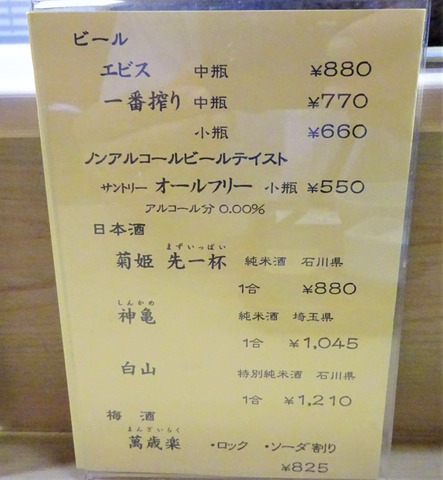 ビール
エビス 中瓶 ¥880
一番搾り 中瓶 ¥770
小瓶 ¥660
ノンアルコールビールテイスト
サントリー オールフリー 小瓶 ¥550
アルコール分 0.00%
日本酒
まずいっぱい
菊姫 先一杯 純米酒 石川県
1合 ¥880
しんかめ
神亀 純米酒 埼玉県
1合 ¥1,045
白山 特別純米酒 石川県
1合 ¥1,210
梅酒
まんざいらく
萬歳楽 ・ロック ・ソーダ割り
¥825